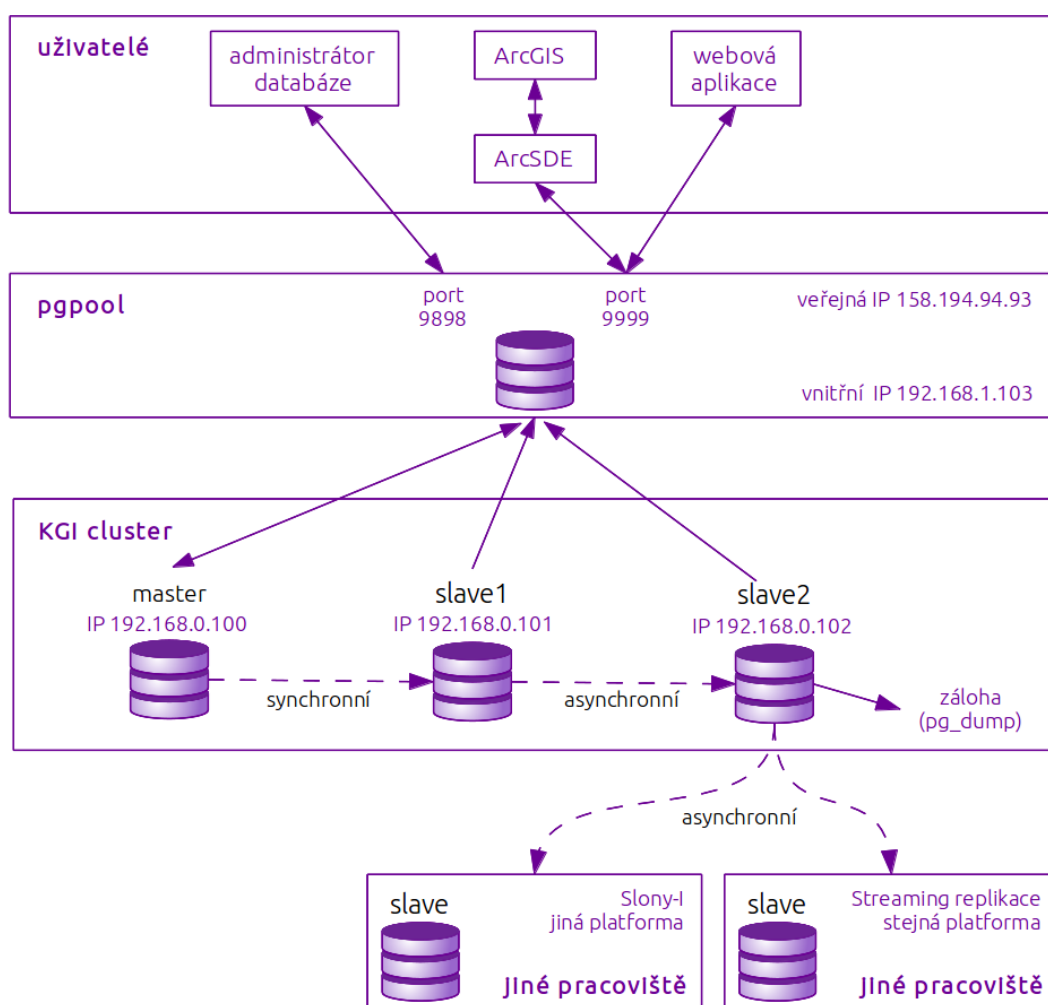 uživatelé
administrátor
databáze
ArcGIS
webová
aplikace
ArcSDE
pgpool
port
9898
port
9999
veřejná IP 158.194.94.93
vnitřní IP 192.168.1.103
KGI cluster
master
IP 192.168.0.100
slave1
IP 192.168.0.101
slave2
IP 192.168.0.102
synchronní
asynchronní
záloha
(pg_dump)
asynchronní
slave
Slony-I
jiná platforma
Jiné pracoviště
slave
Streaming replikace
stejná platforma
Jiné pracoviště